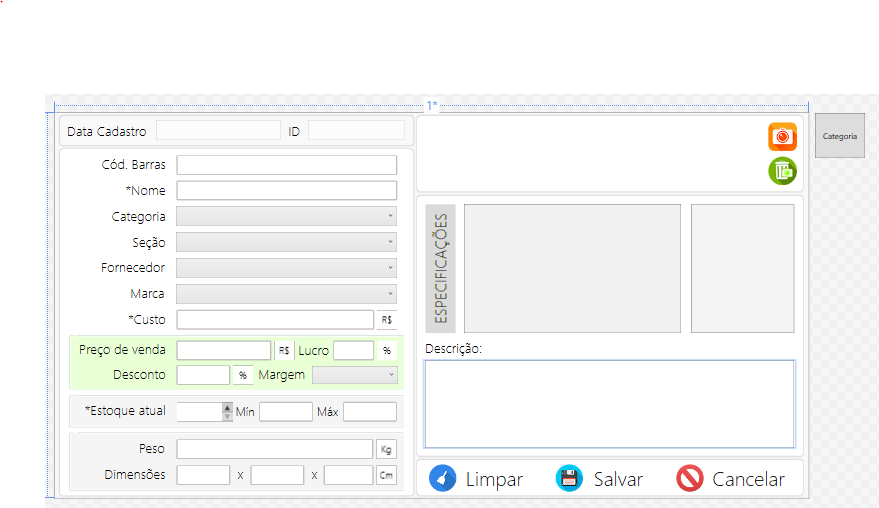 1*
Data Cadastro ID
Categoria
Cód. Barras
*Nome
Categoria
Seção
Fornecedor
Marca
*Custo R$
Preço de venda R$ Lucro %
Desconto % Margem
*Estoque atual Mín Máx
Peso Kg
Dimensões X X Cm
ESPECIFICAÇÕES
Descrição:
Limpar Salvar Cancelar